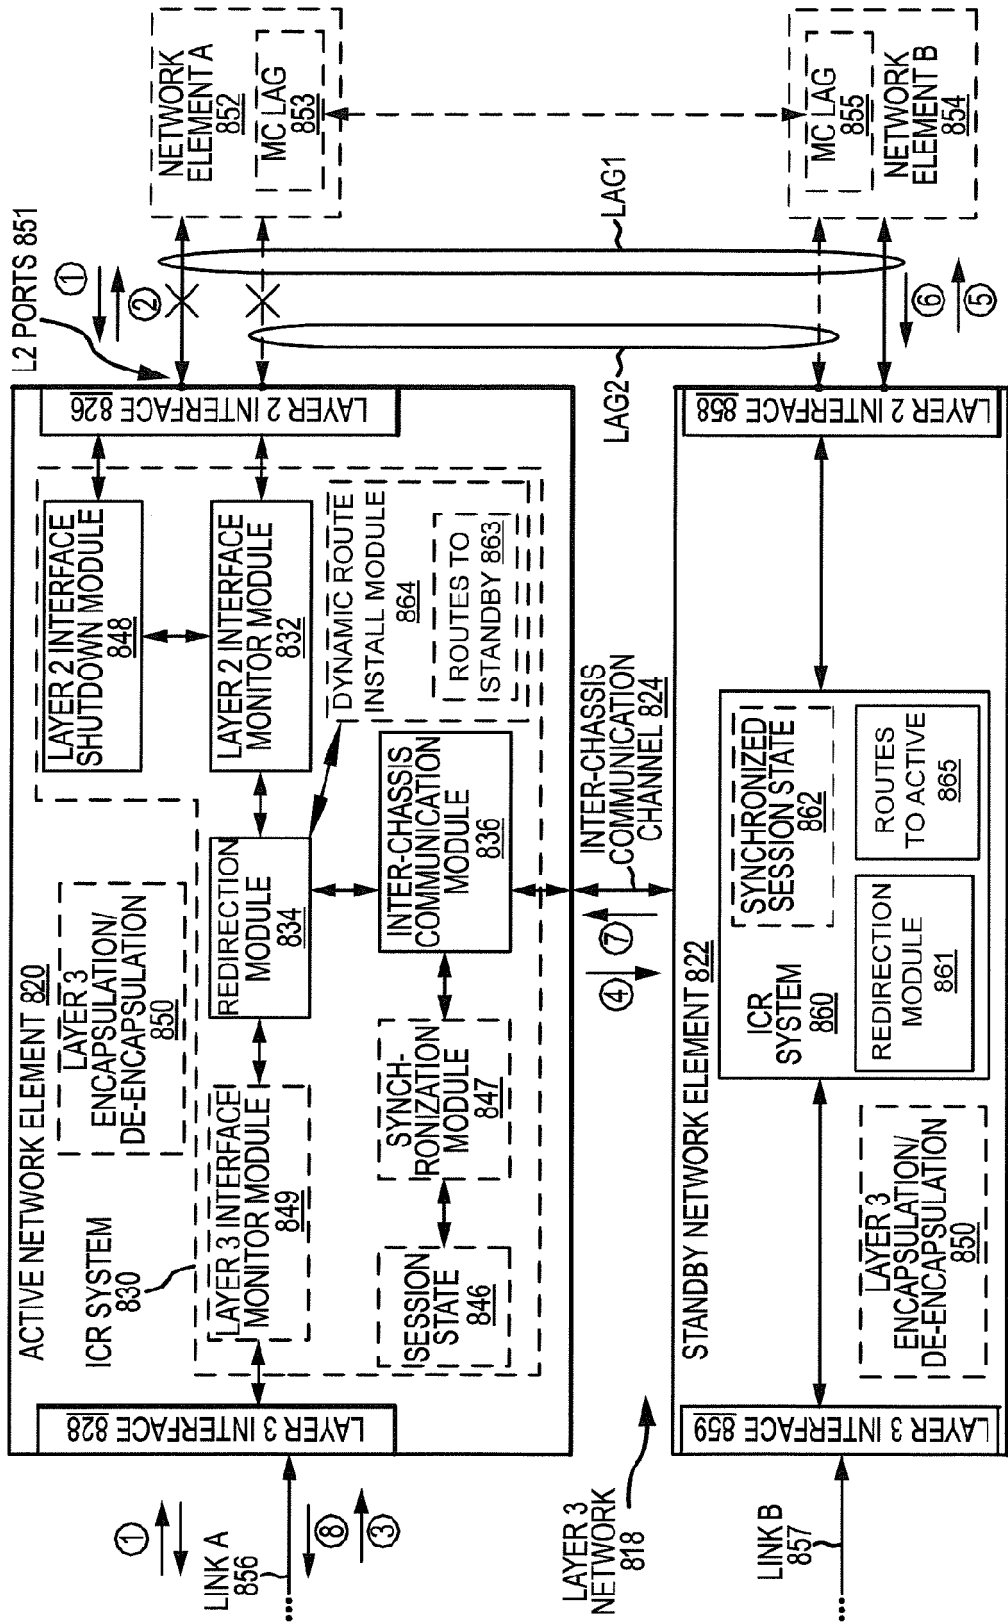 ACTIVE NETWORK ELEMENT 820
LAYER 3
ENCAPSULATION/
DE-ENCAPSULATION
850
ICR SYSTEM
830
LAYER 2 INTERFACE
SHUTDOWN MODULE
848
LAYER 2 INTERFACE 826
LAYER 3 INTERFACE 828
LAYER 3 INTERFACE
MONITOR MODULE
849
REDIRECTION
MODULE
834
LAYER 2 INTERFACE
MONITOR MODULE
832
DYNAMIC ROUTE
INSTALL MODULE
864
ROUTES TO
STANDBY 863
SESSION
STATE
846
SYNCH-
RONIZATION
MODULE
847
INTER-CHASSIS
COMMUNICATION
MODULE
836
L2 PORTS 851
1
2
NETWORK
ELEMENT A
852
MC LAG
853
1
LINK A
856
8
3
LAG1
LAG2
INTER-CHASSIS
COMMUNICATION
CHANNEL 824
4
7
LAYER 3
NETWORK
818
STANDBY NETWORK ELEMENT 822
LAYER 3 INTERFACE 859
LAYER 3
ENCAPSULATION/
DE-ENCAPSULATION
850
ICR
SYSTEM
860
SYNCHRONIZED
SESSION STATE
862
REDIRECTION
MODULE
861
ROUTES
TO ACTIVE
865
LAYER 2 INTERFACE 858
6
5
MC LAG
855
NETWORK
ELEMENT B
854
LINK B
857